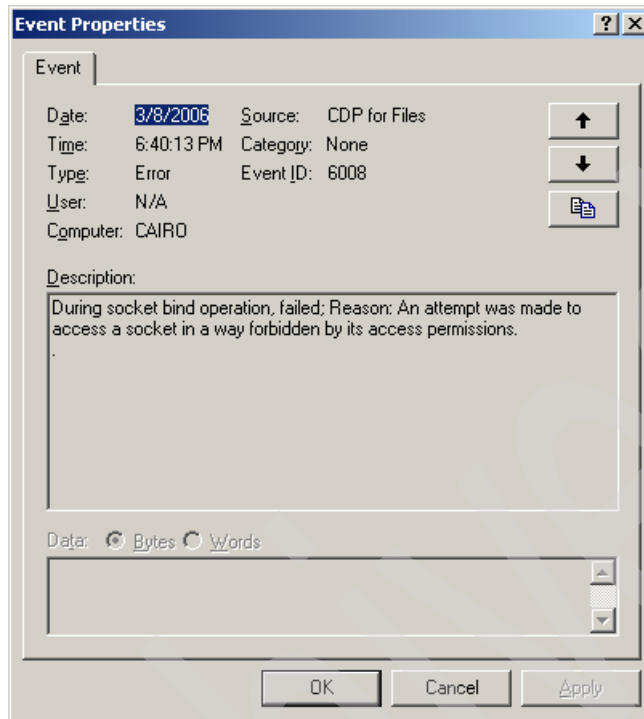 Event Properties
Event
Date: 3/8/2006 Source: CDP for Files
Time: 6:40:13 PM Category: None
Type: Error Event ID: 6008
User: N/A
Computer: CAIRO
Description:
During socket bind operation, failed; Reason: An attempt was made to
access a socket in a way forbidden by its access permissions.
.
Data: Bytes Words
OK Cancel Apply